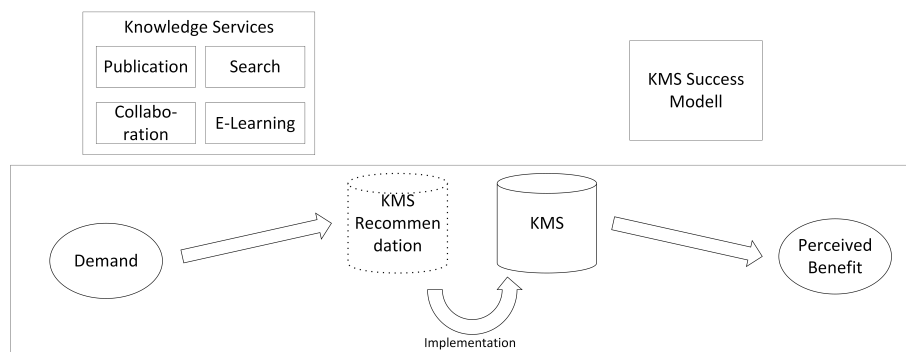 Knowledge Services
Publication
Search
Collabo-
ration
E-Learning
KMS Success
Modell
Demand
KMS
Recommen
dation
KMS
Perceived
Benefit
Implementation